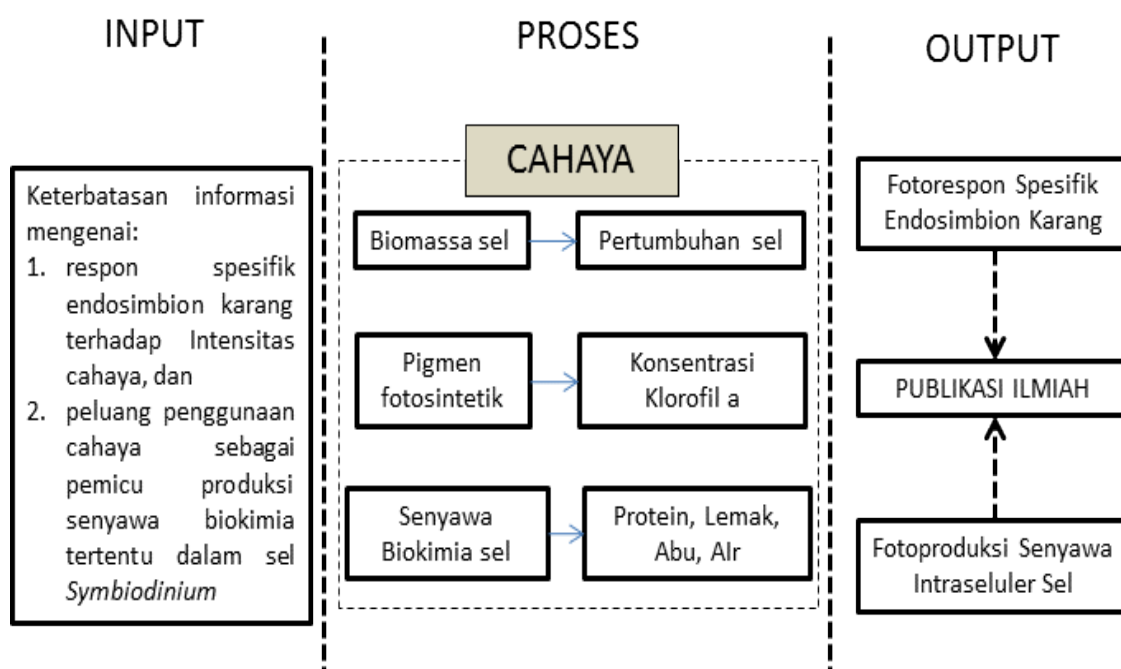 INPUT
Keterbatasan informasi
mengenai:
1. respon spesifik
endosimbion karang
terhadap Intensitas
cahaya, dan
2. peluang penggunaan
cahaya sebagai
pemicu produksi
senyawa biokimia
tertentu dalam sel
Symbiodinium
PROSES
CAHAYA
Biomassa sel
Pertumbuhan sel
Pigmen
fotosintetik
Konsentrasi
Klorofil a
Senyawa
Biokimia sel
Protein, Lemak,
Abu, AIr
OUTPUT
Fotorespon Spesifik
Endosimbion Karang
PUBLIKASI ILMIAH
Fotoproduksi Senyawa
Intraseluler Sel